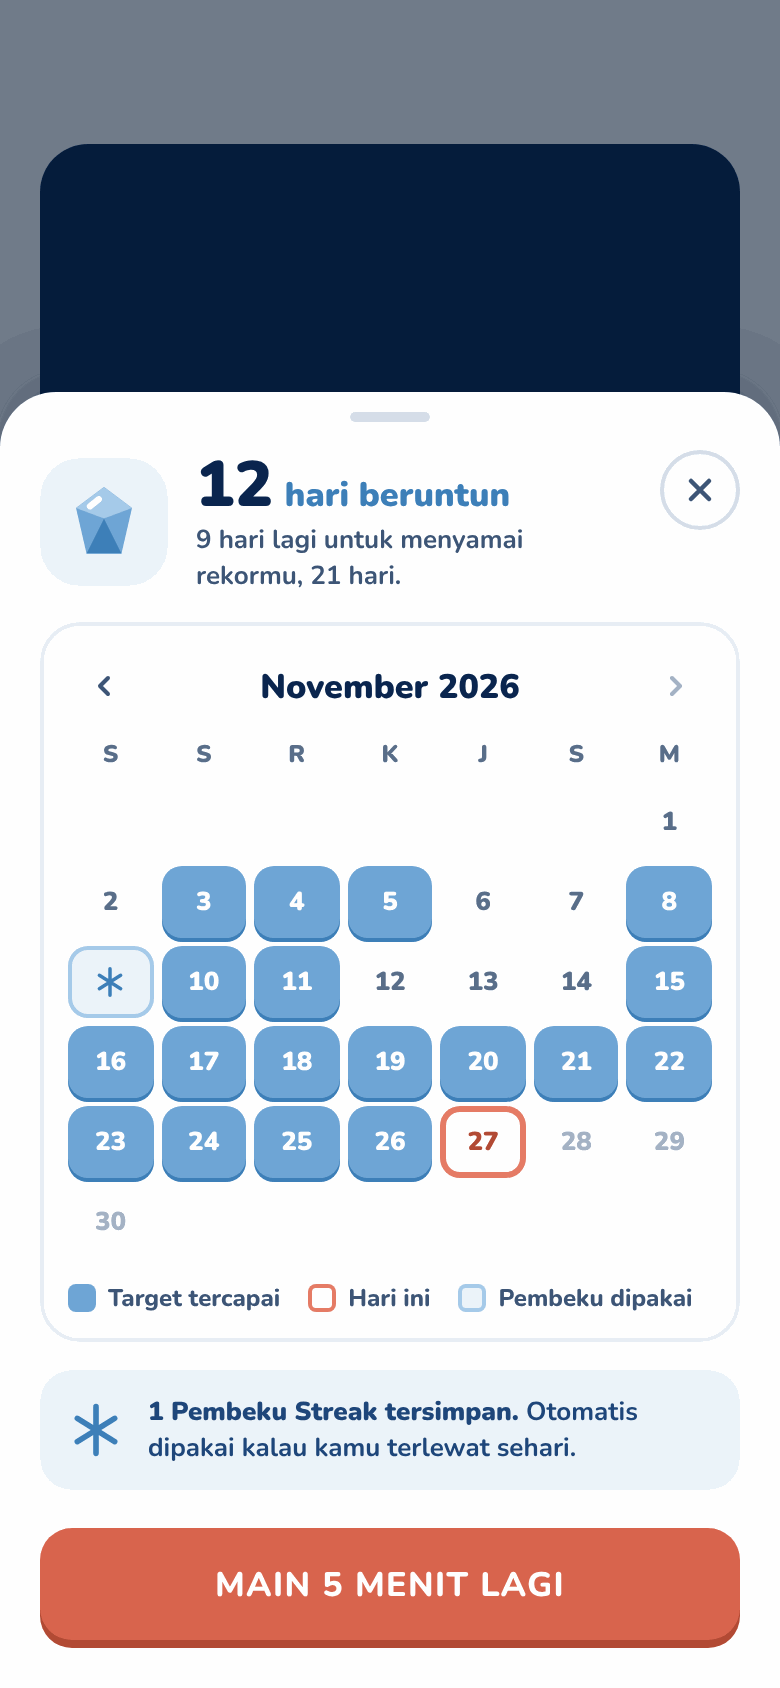 12 hari beruntun
9 hari lagi untuk menyamai
rekormu, 21 hari.
November 2026
S S R K J S M
1
2 3 4 5 6 7 8
10 11 12 13 14 15
16 17 18 19 20 21 22
23 24 25 26 27 28 29
30
Target tercapai Hari ini Pembeku dipakai
1 Pembeku Streak tersimpan. Otomatis
dipakai kalau kamu terlewat sehari.
MAIN 5 MENIT LAGI